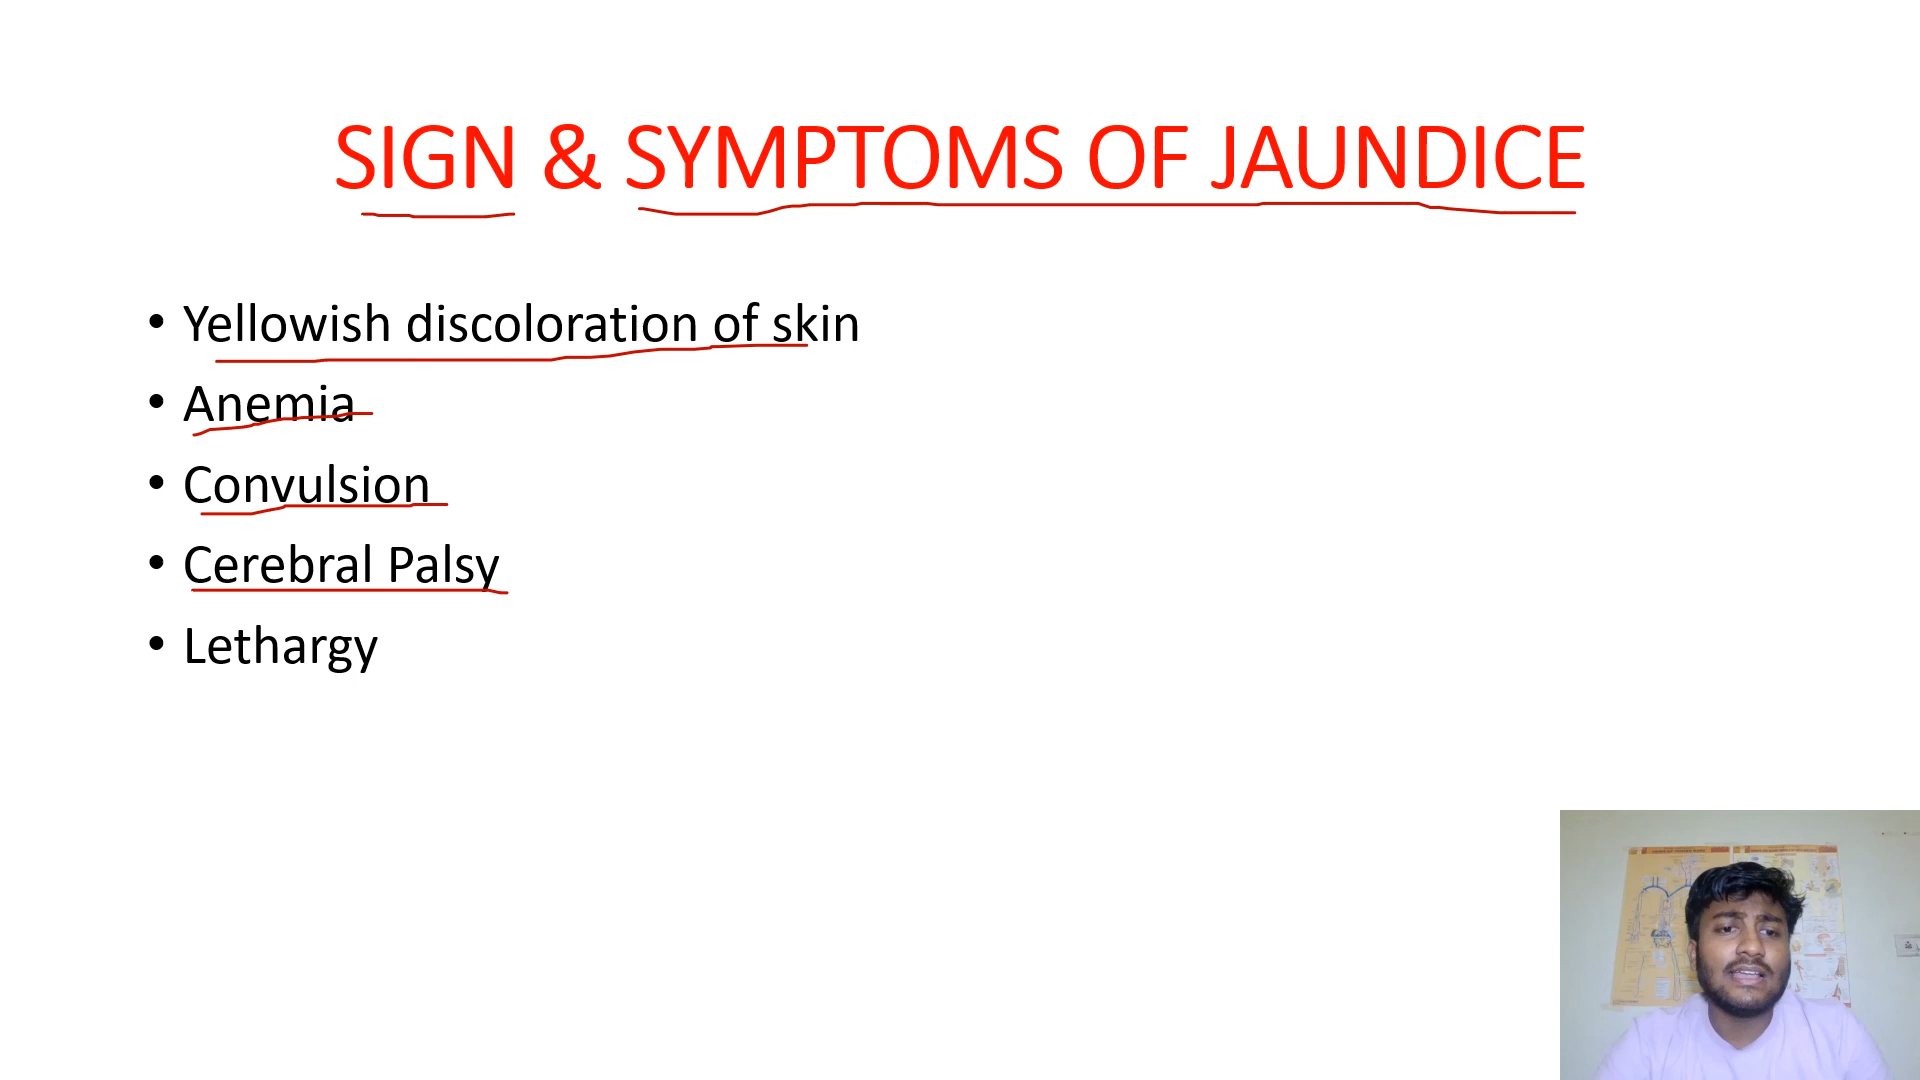 SIGN & SYMPTOMS OF JAUNDICE
• Yellowish discoloration of skin
• Anemia
• Convulsion
• Cerebral Palsy
• Lethargy